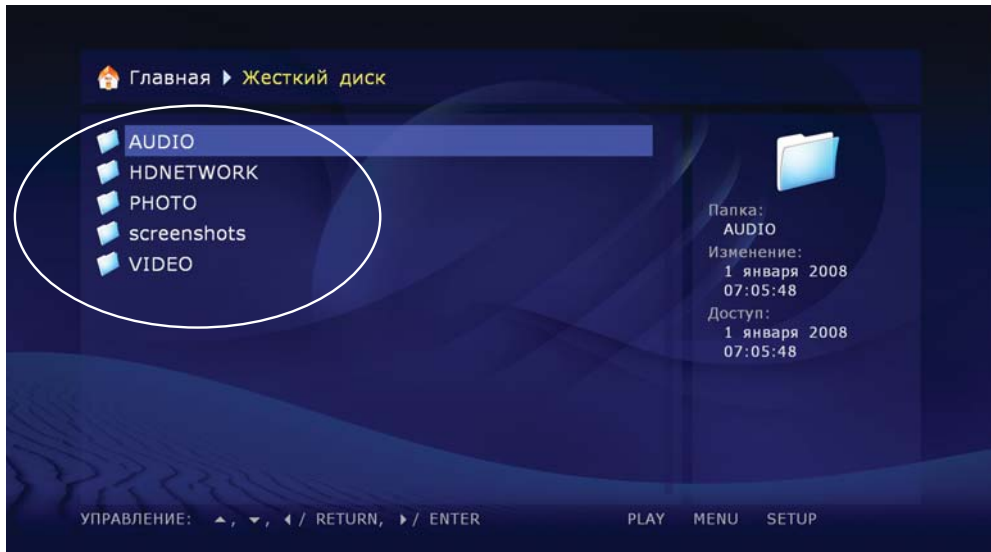 Главная Жесткий диск
AUDIO
HDNETWORK
PHOTO
screenshots
VIDEO
Папка:
AUDIO
Изменение:
1 января 2008
07:05:48
Доступ:
1 января 2008
07:05:48
УПРАВЛЕНИЕ: ▲, ▼, ◀ / RETURN, ▶ / ENTER PLAY MENU SETUP